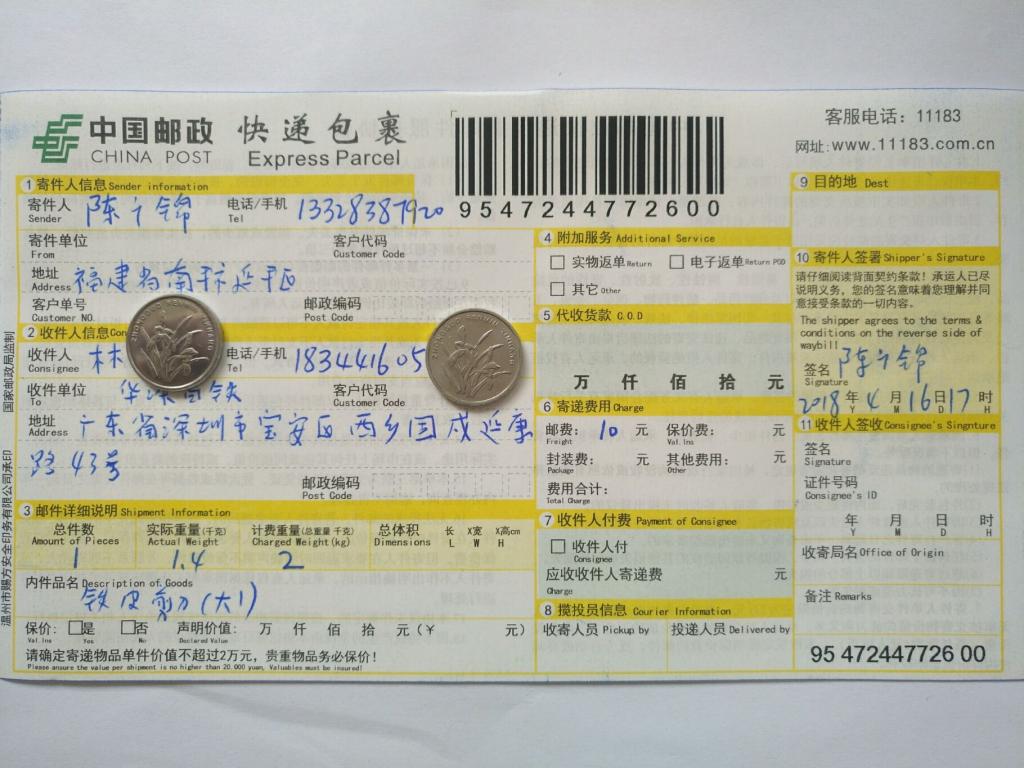 中国邮政 快递包裹
CHINA POST Express Parcel
9547244772600
客服电话：11183
网址:www.11183.com.cn
1 寄件人信息 Sender information
寄件人 Sender 陈 锦 电话/手机 Tel 13328387920
寄件单位 From 客户代码 Customer Code
地址 Address 福建省南平市延平区
客户单号 Customer NO. 邮政编码 Post Code
2 收件人信息 Con
收件人 Consignee 林 电话/手机 Tel 183441605
收件单位 To 客户代码 Customer Code
地址 Address 广东省深圳市宝安区西乡固戍延康
路43号
邮政编码 Post Code
3 邮件详细说明 Shipment Information
总件数 Amount of Pieces 实际重量(千克) Actual Weight 计费重量(总重量 千克) Charged Weight(kg) 总体积 Dimensions 长 L X宽 W X高cm H
1 1.4 2
内件品名 Description of Goods
铁皮剪刀(大1)
保价: Val.Ins □是 Yes □否 No 声明价值: Declared Value 万 仟 佰 拾 元(￥ 元)
请确定寄递物品单件价值不超过2万元，贵重物品务必保价!
Please ensure the value per shipment is no higher than 20,000 yuan, Valuables must be insured!
4 附加服务 Additional Service
□ 实物返单 Return □ 电子返单 Return POD
□ 其它 Other
5 代收货款 C.O.D
万 仟 佰 拾 元
6 寄递费用 Charge
邮费: Freight 10 元 保价费: Val.Ins 元
封装费: Package 元 其他费用: Other 元
费用合计: Total Charge 元
7 收件人付费 Payment of Consignee
□ 收件人付 Consignee
应收收件人寄递费 Charge 元
8 揽投员信息 Courier Information
收寄人员 Pickup by 投递人员 Delivered by
9 目的地 Dest
10 寄件人签署 Shipper's Signature
请仔细阅读背面契约条款！承运人已尽
说明义务，您的签名意味着您理解并同
意接受条款的一切内容。
The shipper agrees to the terms &
conditions on the reverse side of
waybill
签名 Signature 陈 锦
2018年 Y 4月 M 16日 D 17时 H
11 收件人签收 Consignee's Singnture
签名 Signature
证件号码 Consignee's ID
年 Y 月 M 日 D 时 H
收寄局名 Office of Origin
备注 Remarks
95 472447726 00
国家邮政局监制
温州市赐方安全印务有限公司承印